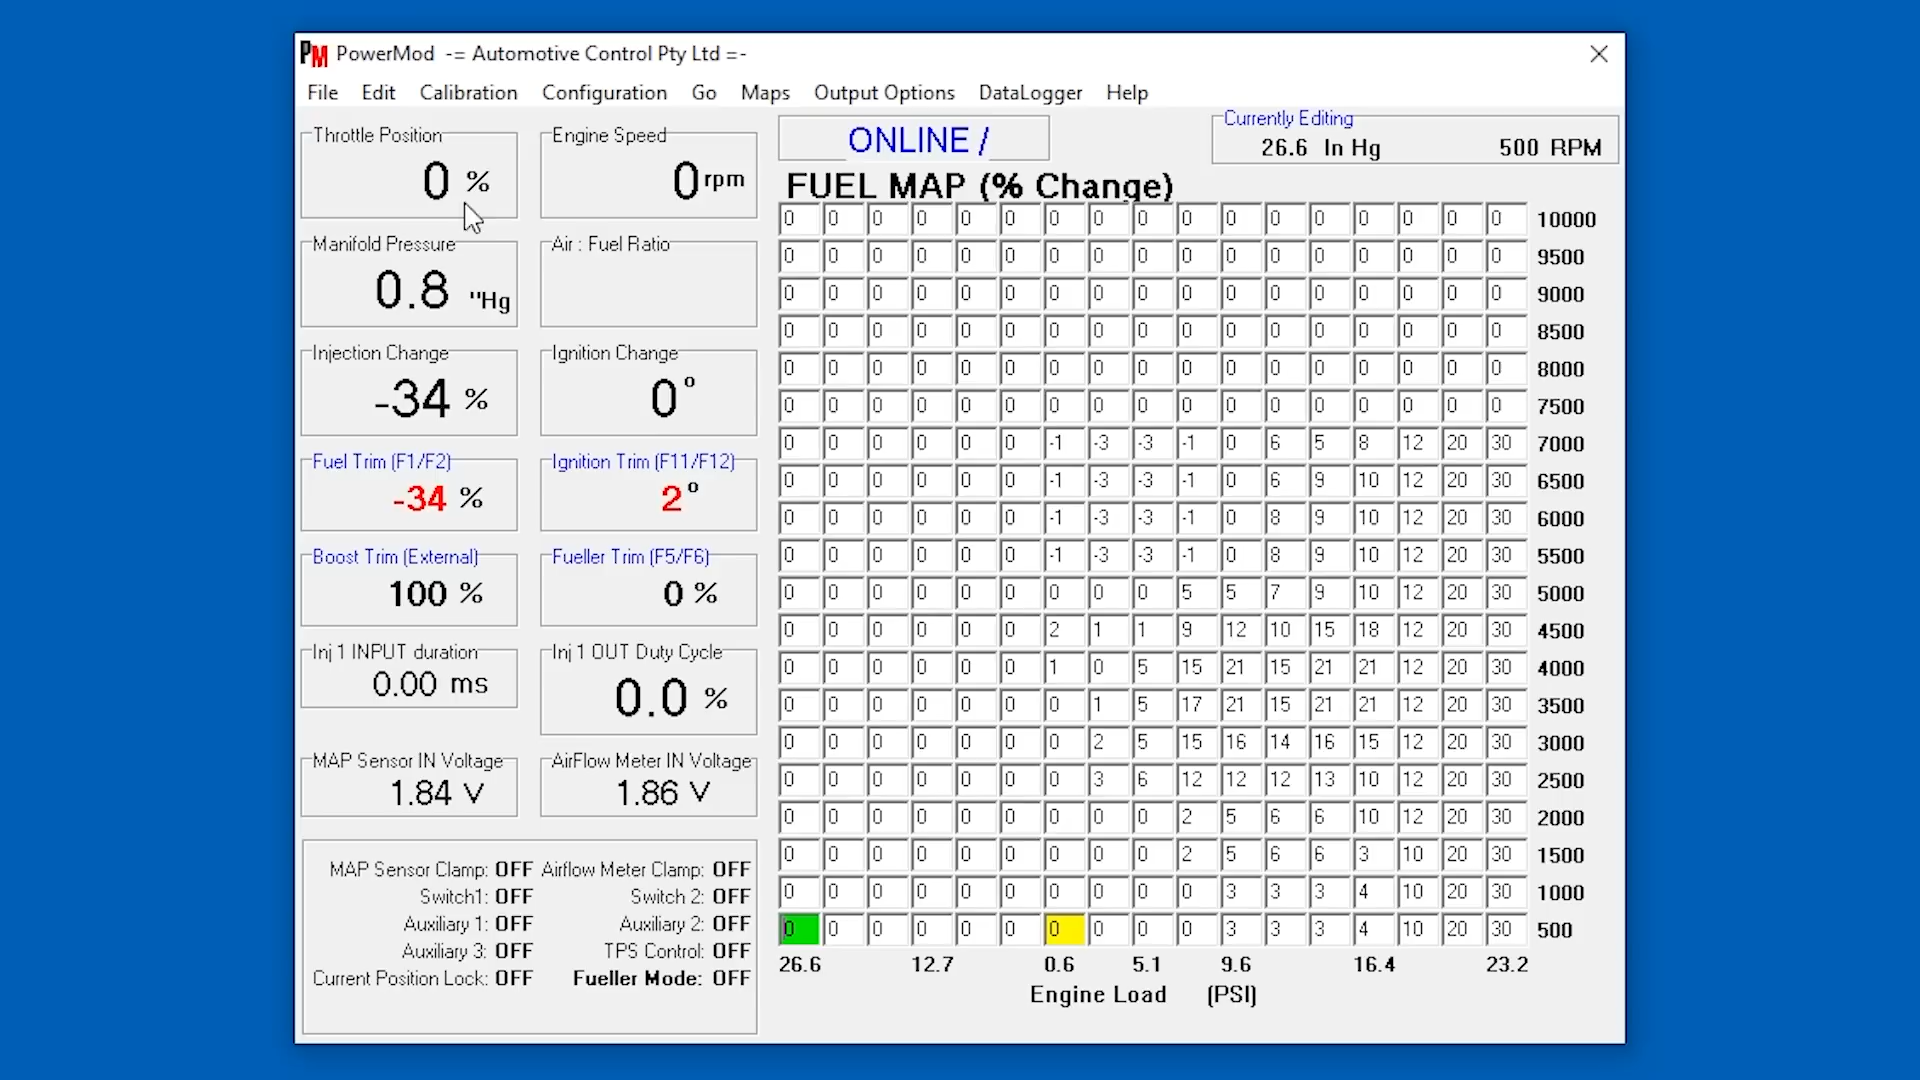 PM PowerMod -= Automotive Control Pty Ltd =-
File Edit Calibration Configuration Go Maps Output Options DataLogger Help
Throttle Position
0 %
Engine Speed
0 rpm
Manifold Pressure
0.8 "Hg
Air : Fuel Ratio
Injection Change
-34 %
Ignition Change
0°
Fuel Trim (F1/F2)
-34 %
Ignition Trim (F11/F12)
2°
Boost Trim (External)
100 %
Fueller Trim (F5/F6)
0 %
Inj 1 INPUT duration
0.00 ms
Inj 1 OUT Duty Cycle
0.0 %
MAP Sensor IN Voltage
1.84 V
AirFlow Meter IN Voltage
1.86 V
MAP Sensor Clamp: OFF Airflow Meter Clamp: OFF
Switch1: OFF Switch 2: OFF
Auxiliary 1: OFF Auxiliary 2: OFF
Auxiliary 3: OFF TPS Control: OFF
Current Position Lock: OFF Fueller Mode: OFF
ONLINE /
Currently Editing
26.6 In Hg 500 RPM
FUEL MAP (% Change)
0 0 0 0 0 0 0 0 0 0 0 0 0 0 0 0 0 10000
0 0 0 0 0 0 0 0 0 0 0 0 0 0 0 0 0 9500
0 0 0 0 0 0 0 0 0 0 0 0 0 0 0 0 0 9000
0 0 0 0 0 0 0 0 0 0 0 0 0 0 0 0 0 8500
0 0 0 0 0 0 0 0 0 0 0 0 0 0 0 0 0 8000
0 0 0 0 0 0 0 0 0 0 0 0 0 0 0 0 0 7500
0 0 0 0 0 0 -1 -3 -3 -1 0 6 5 8 12 20 30 7000
0 0 0 0 0 0 -1 -3 -3 -1 0 6 9 10 12 20 30 6500
0 0 0 0 0 0 -1 -3 -3 -1 0 8 9 10 12 20 30 6000
0 0 0 0 0 0 -1 -3 -3 -1 0 8 9 10 12 20 30 5500
0 0 0 0 0 0 0 0 0 5 5 7 9 10 12 20 30 5000
0 0 0 0 0 0 2 1 1 9 12 10 15 18 12 20 30 4500
0 0 0 0 0 0 1 0 5 15 21 15 21 21 12 20 30 4000
0 0 0 0 0 0 0 1 5 17 21 15 21 21 12 20 30 3500
0 0 0 0 0 0 0 2 5 15 16 14 16 15 12 20 30 3000
0 0 0 0 0 0 0 3 6 12 12 12 13 10 12 20 30 2500
0 0 0 0 0 0 0 0 0 2 5 6 6 10 12 20 30 2000
0 0 0 0 0 0 0 0 0 2 5 6 6 3 10 20 30 1500
0 0 0 0 0 0 0 0 0 0 3 3 3 4 10 20 30 1000
0 0 0 0 0 0 0 0 0 0 3 3 3 4 10 20 30 500
26.6 12.7 0.6 5.1 9.6 16.4 23.2
Engine Load (PSI)